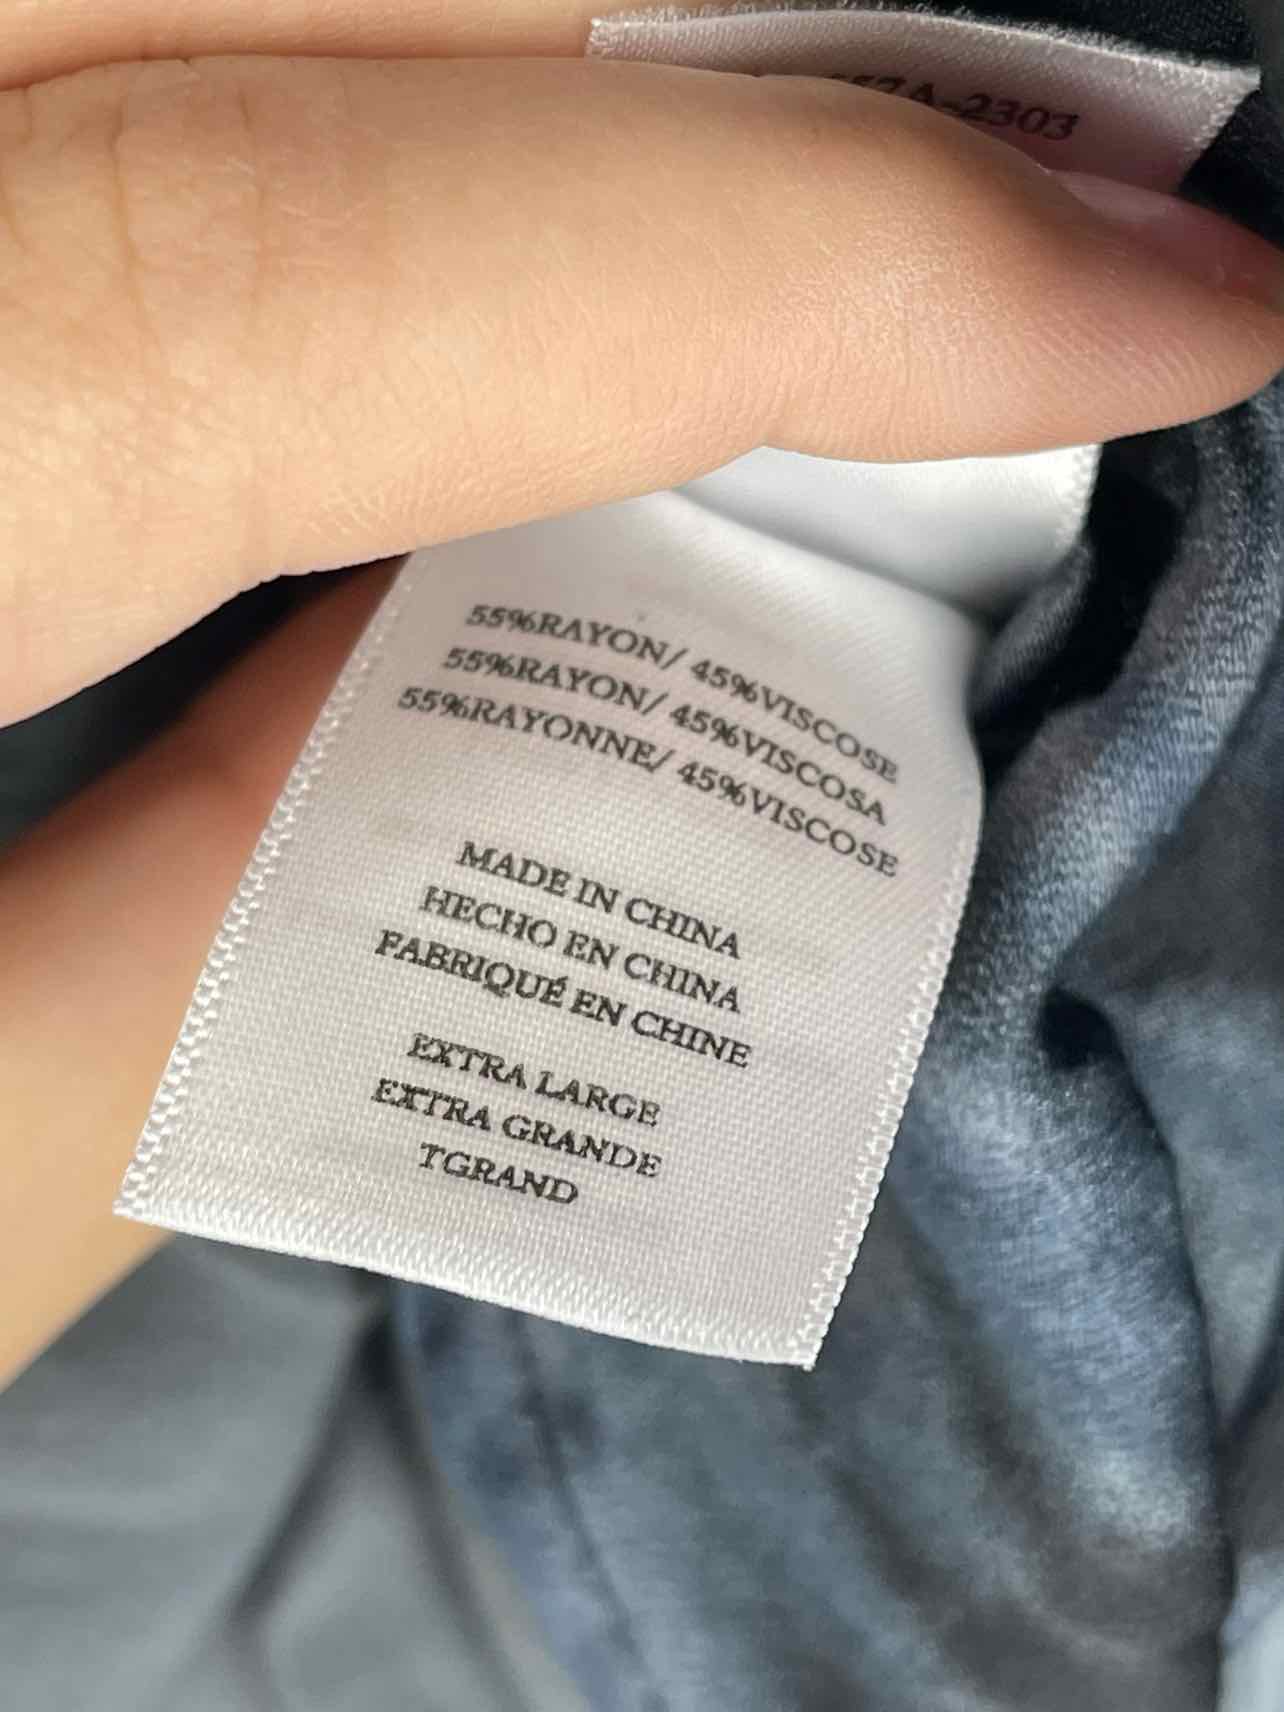 55%RAYON/ 45%VISCOSE
55%RAYON/ 45%VISCOSA
55%RAYONNE/ 45%VISCOSE
MADE IN CHINA
HECHO EN CHINA
FABRIQUÉ EN CHINE
EXTRA LARGE
EXTRA GRANDE
TGRAND